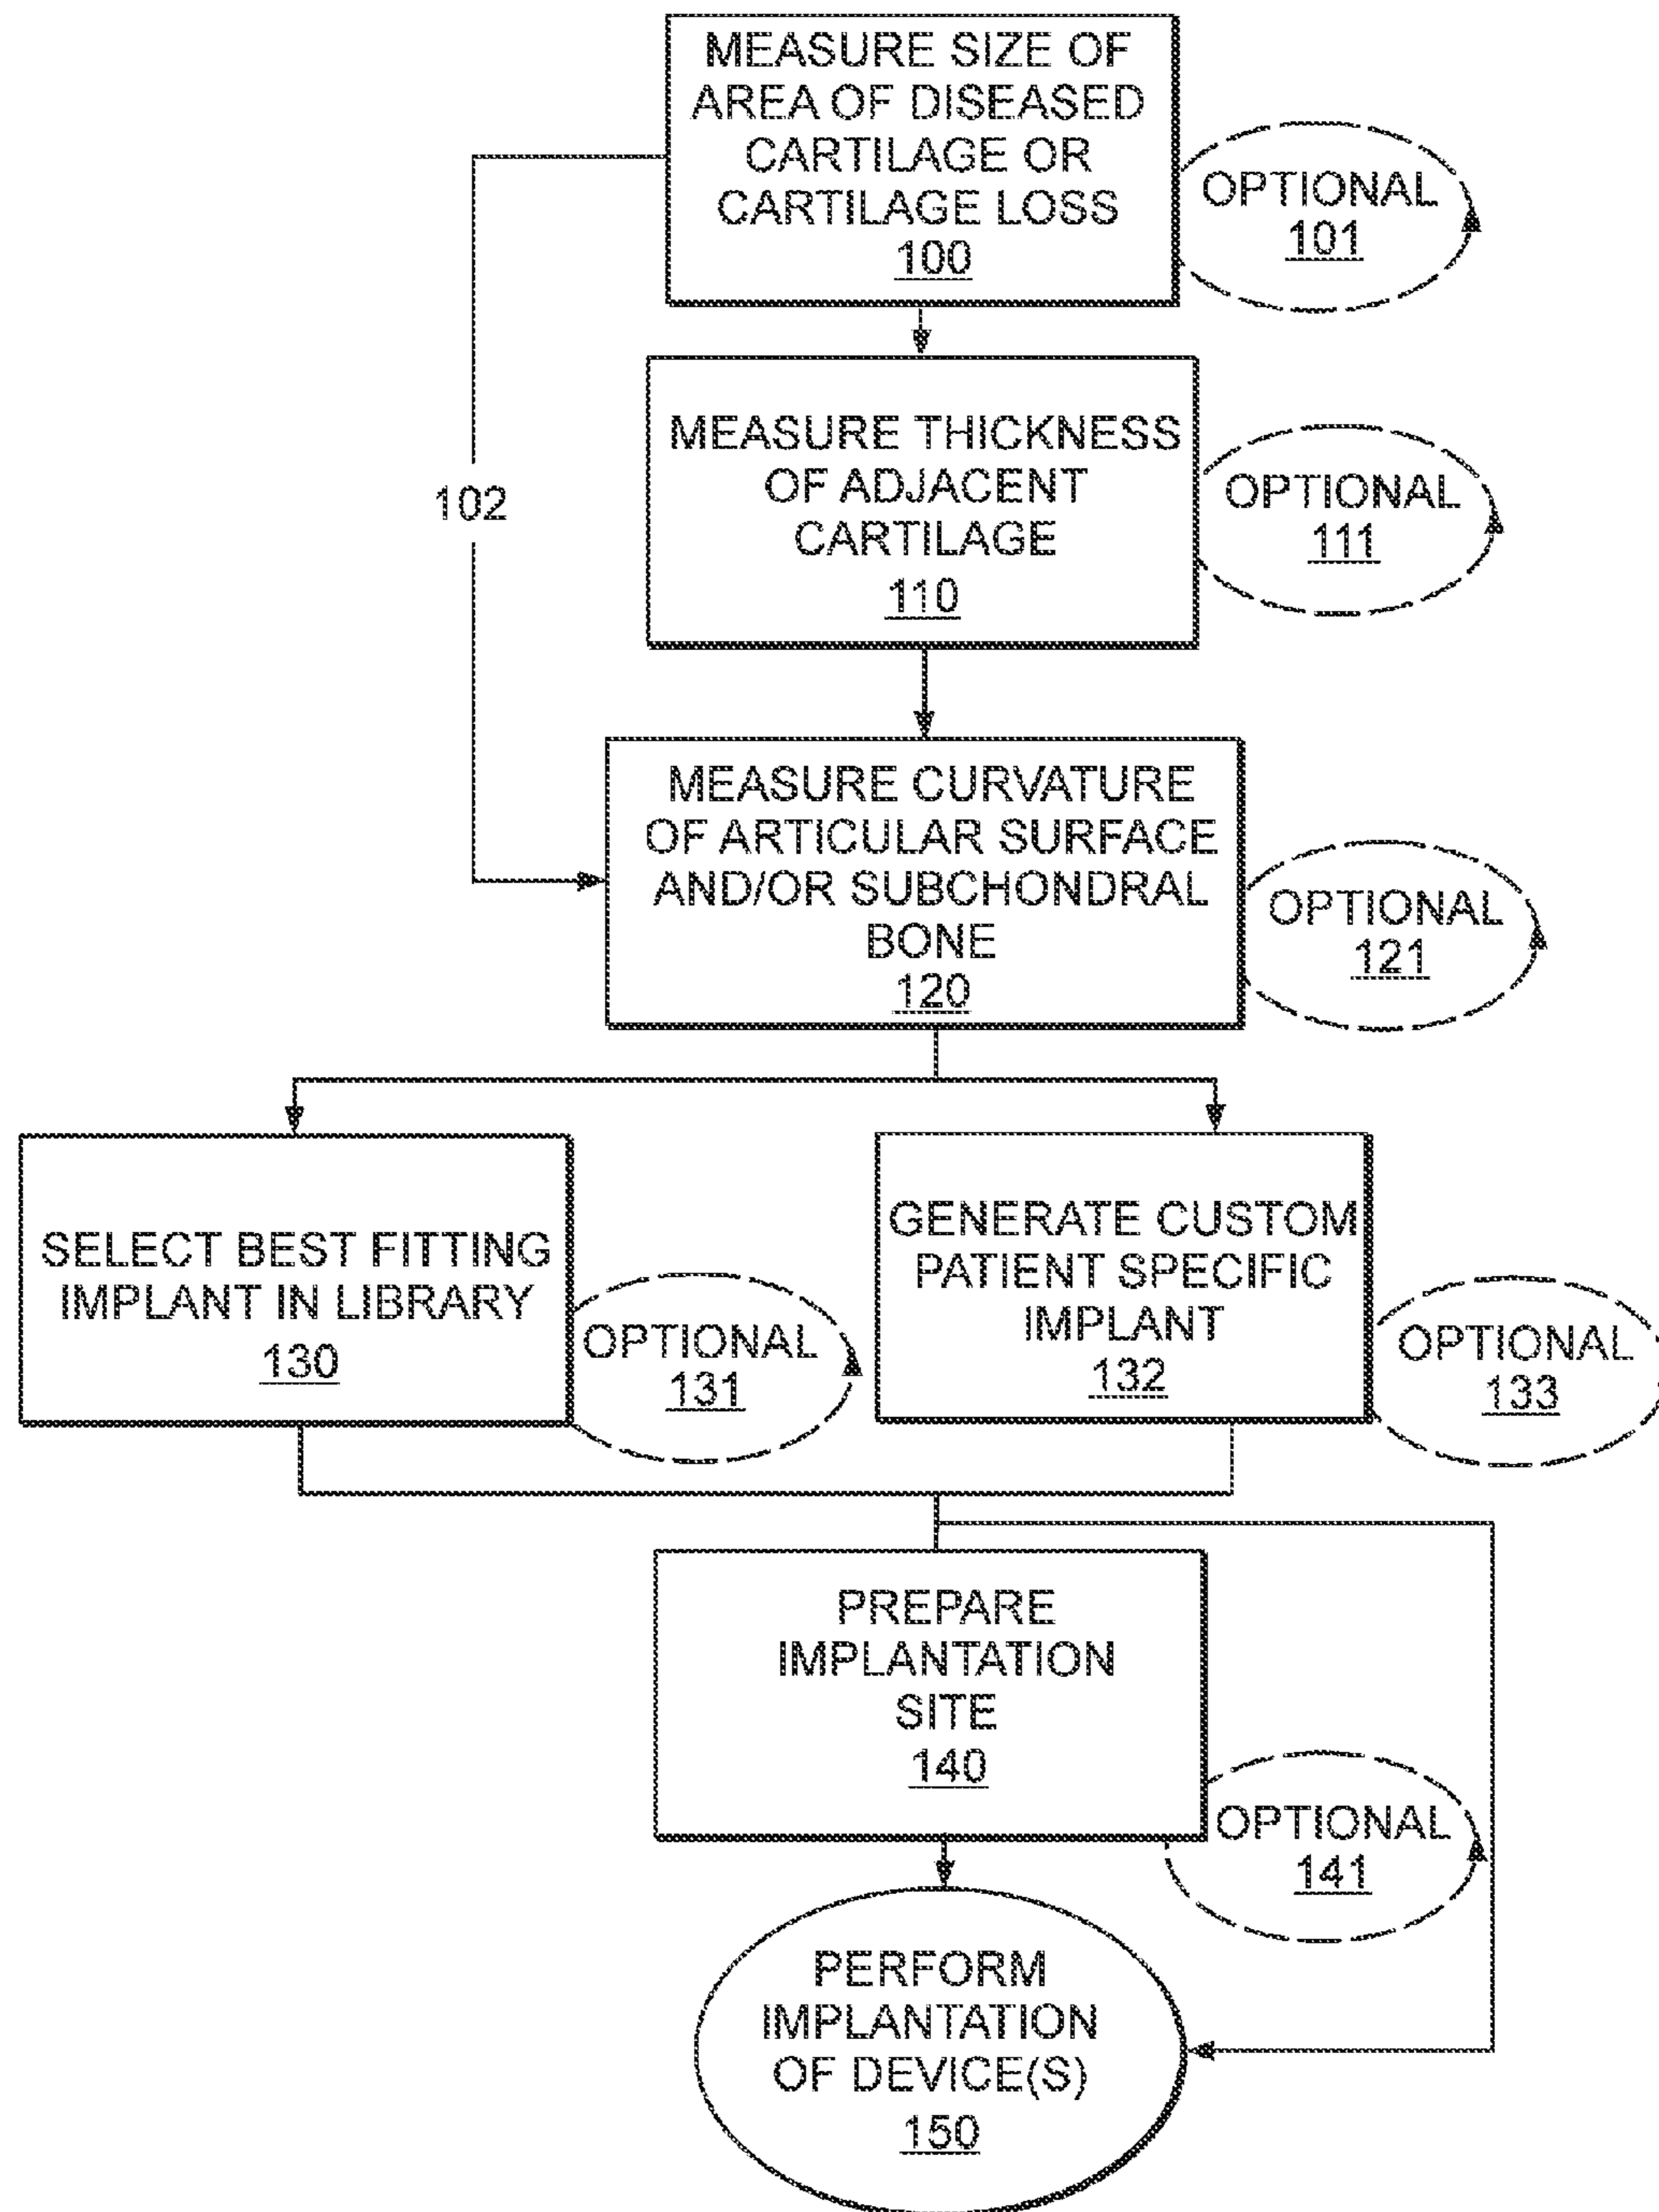 MEASURE SIZE OF
AREA OF DISEASED
CARTILAGE OR
CARTILAGE LOSS
100
OPTIONAL
101
102
MEASURE THICKNESS
OF ADJACENT
CARTILAGE
110
OPTIONAL
111
MEASURE CURVATURE
OF ARTICULAR SURFACE
AND/OR SUBCHONDRAL
BONE
120
OPTIONAL
121
SELECT BEST FITTING
IMPLANT IN LIBRARY
130
OPTIONAL
131
GENERATE CUSTOM
PATIENT SPECIFIC
IMPLANT
132
OPTIONAL
133
PREPARE
IMPLANTATION
SITE
140
OPTIONAL
141
PERFORM
IMPLANTATION
OF DEVICE(S)
150